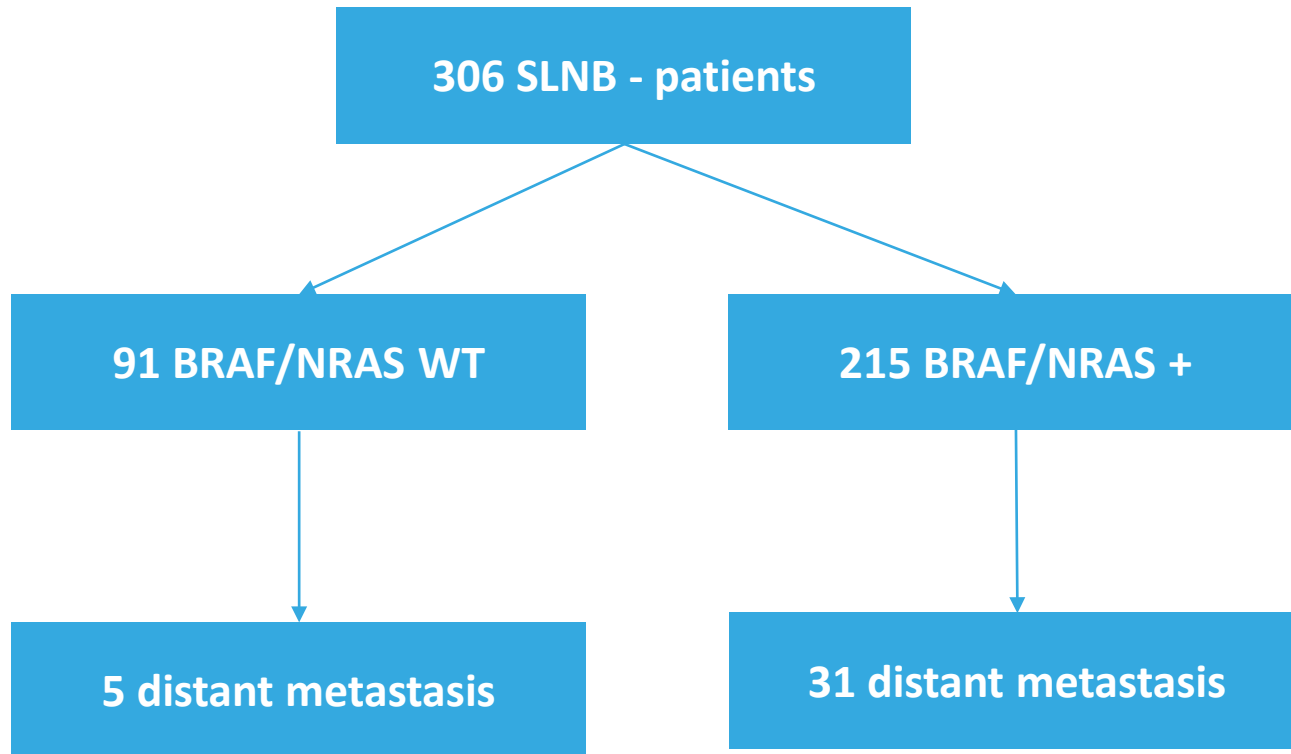 306 SLNB - patients
91 BRAF/NRAS WT
215 BRAF/NRAS +
5 distant metastasis
31 distant metastasis